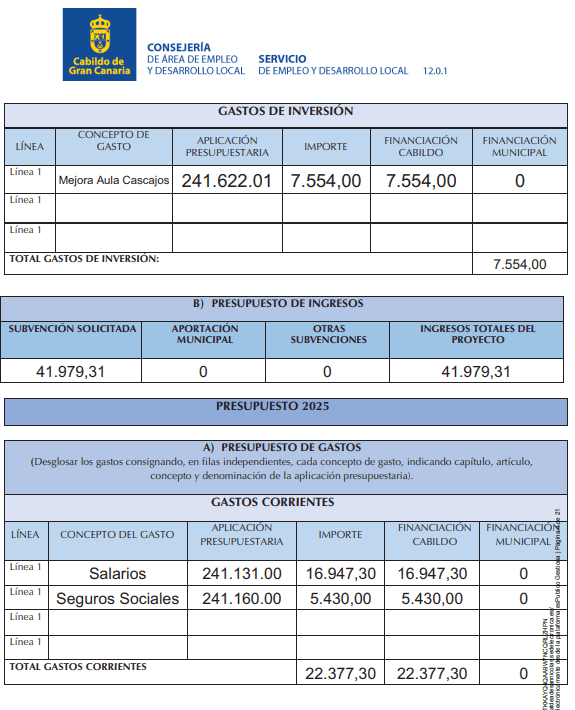 Cabildo de
Gran Canaria
CONSEJERÍA
DE ÁREA DE EMPLEO
Y DESARROLLO LOCAL
SERVICIO
DE EMPLEO Y DESARROLLO LOCAL 12.0.1
GASTOS DE INVERSIÓN
LÍNEA
CONCEPTO DE
GASTO
APLICACIÓN
PRESUPUESTARIA
IMPORTE
FINANCIACIÓN
CABILDO
FINANCIACIÓN
MUNICIPAL
Línea 1 Mejora Aula Cascajos 241.622.01 7.554,00 7.554,00 0
Línea 1
Línea 1
TOTAL GASTOS DE INVERSIÓN: 7.554,00
B) PRESUPUESTO DE INGRESOS
SUBVENCIÓN SOLICITADA
APORTACIÓN
MUNICIPAL
OTRAS
SUBVENCIONES
INGRESOS TOTALES DEL
PROYECTO
41.979,31 0 0 41.979,31
PRESUPUESTO 2025
A) PRESUPUESTO DE GASTOS
(Desglosar los gastos consignando, en filas independientes, cada concepto de gasto, indicando capítulo, artículo,
concepto y denominación de la aplicación presupuestaria).
GASTOS CORRIENTES
LÍNEA
CONCEPTO DEL GASTO
APLICACIÓN
PRESUPUESTARIA
IMPORTE
FINANCIACIÓN
CABILDO
FINANCIACIÓN
MUNICIPAL
Línea 1 Salarios 241.131.00 16.947,30 16.947,30 0
Línea 1 Seguros Sociales 241.160.00 5.430,00 5.430,00 0
Línea 1
Línea 1
TOTAL GASTOS CORRIENTES 22.377,30 22.377,30 0